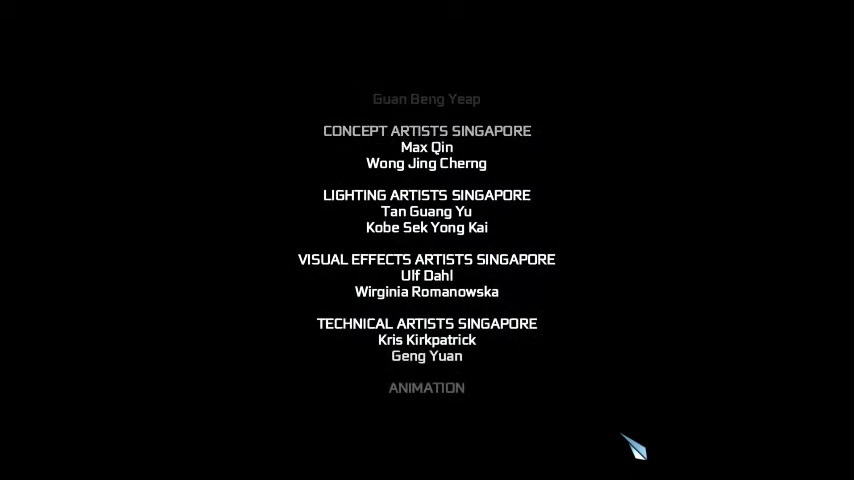 Guan Beng Yeap
CONCEPT ARTISTS SINGAPORE
Max Qin
Wong Jing Cherng
LIGHTING ARTISTS SINGAPORE
Tan Guang Yu
Kobe Sek Yong Kai
VISUAL EFFECTS ARTISTS SINGAPORE
Ulf Dahl
Wirginia Romanowska
TECHNICAL ARTISTS SINGAPORE
Kris Kirkpatrick
Geng Yuan
ANIMATION